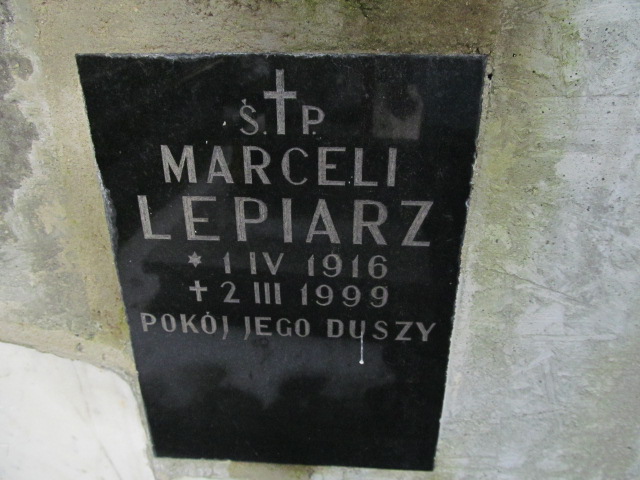 Ś. P.
MARCELI
LEPIARZ
* 1 IV 1916
✝ 2 III 1999
POKÓJ JEGO DUSZY